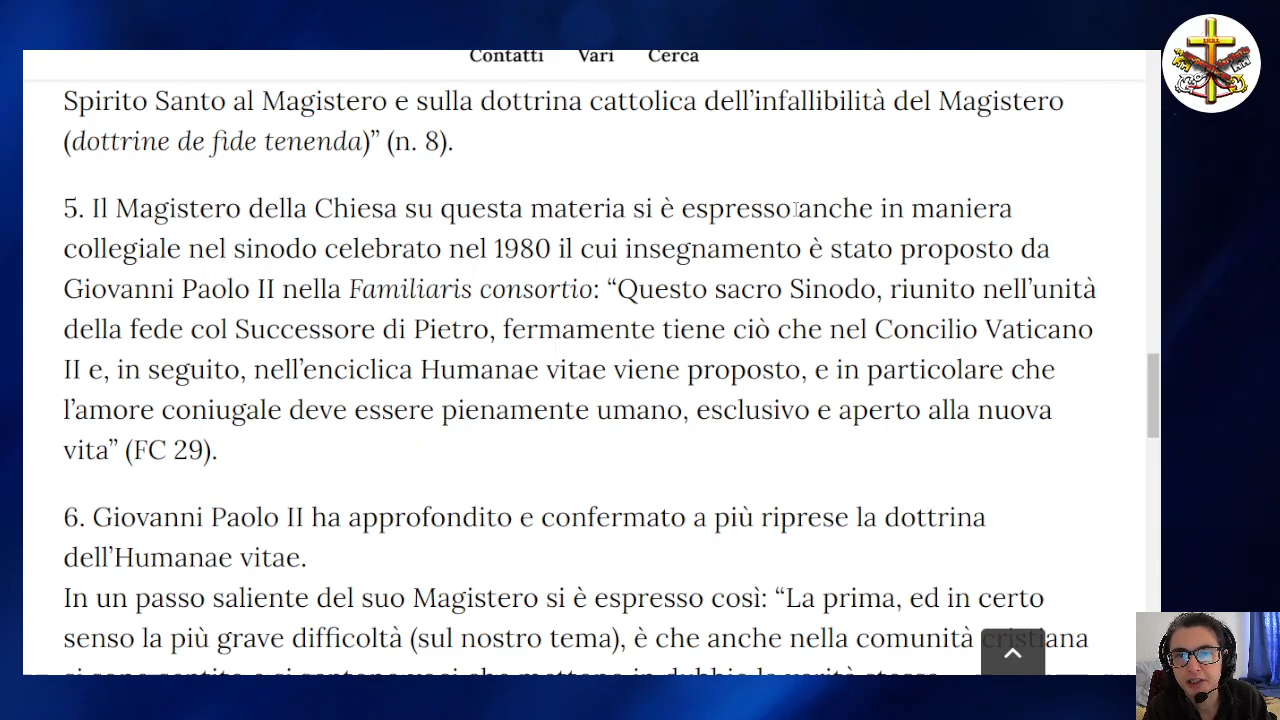 Contatti Vari Cerca
Spirito Santo al Magistero e sulla dottrina cattolica dell’infallibilità del Magistero
(dottrine de fide tenenda)” (n. 8).
5. Il Magistero della Chiesa su questa materia si è espresso anche in maniera
collegiale nel sinodo celebrato nel 1980 il cui insegnamento è stato proposto da
Giovanni Paolo II nella Familiaris consortio: “Questo sacro Sinodo, riunito nell’unità
della fede col Successore di Pietro, fermamente tiene ciò che nel Concilio Vaticano
II e, in seguito, nell’enciclica Humanae vitae viene proposto, e in particolare che
l’amore coniugale deve essere pienamente umano, esclusivo e aperto alla nuova
vita” (FC 29).
6. Giovanni Paolo II ha approfondito e confermato a più riprese la dottrina
dell’Humanae vitae.
In un passo saliente del suo Magistero si è espresso così: “La prima, ed in certo
senso la più grave difficoltà (sul nostro tema), è che anche nella comunità cristiana